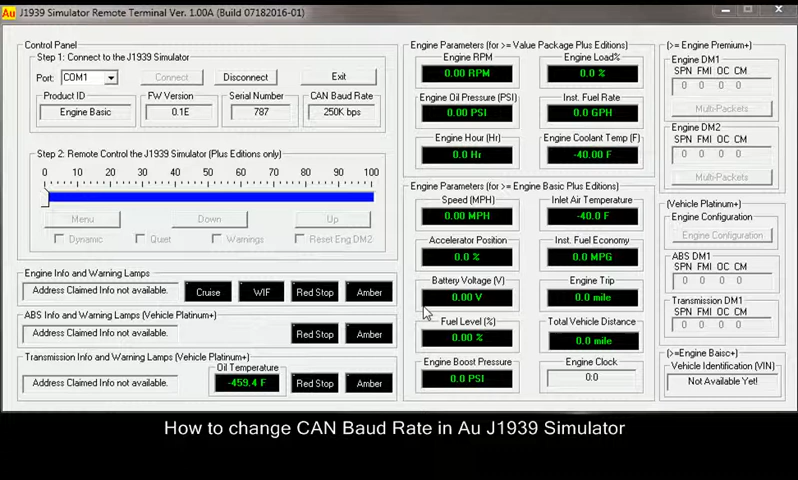 Au J1939 Simulator Remote Terminal Ver. 1.00A (Build 07182016-01)
Control Panel
Step 1: Connect to the J1939 Simulator
Port: COM1 Connect Disconnect Exit
Product ID FW Version Serial Number CAN Baud Rate
Engine Basic 0.1E 787 250K bps
Step 2: Remote Control the J1939 Simulator (Plus Editions only)
0 10 20 30 40 50 60 70 80 90 100
Menu Down Up
Dynamic Quiet Warnings Reset Eng DM2
Engine Info and Warning Lamps
Address Claimed Info not available. Cruise WIF Red Stop Amber
ABS Info and Warning Lamps (Vehicle Platinum+)
Address Claimed Info not available. Red Stop Amber
Transmission Info and Warning Lamps (Vehicle Platinum+)
Oil Temperature
Address Claimed Info not available. -459.4 F Red Stop Amber
Engine Parameters (for >= Value Package Plus Editions)
Engine RPM Engine Load%
0.00 RPM 0.0 %
Engine Oil Pressure (PSI) Inst. Fuel Rate
0.00 PSI 0.0 GPH
Engine Hour (Hr) Engine Coolant Temp (F)
0.0 Hr -40.00 F
Engine Parameters (for >= Engine Basic Plus Editions)
Speed (MPH) Inlet Air Temperature
0.00 MPH -40.0 F
Accelerator Position Inst. Fuel Economy
0.0 % 0.0 MPG
Battery Voltage (V) Engine Trip
0.00 V 0.0 mile
Fuel Level (%) Total Vehicle Distance
0.00 % 0.0 mile
Engine Boost Pressure Engine Clock
0.0 PSI 0:0
(>= Engine Premium+)
Engine DM1
SPN FMI OC CM
0 0 0 0
Multi-Packets
Engine DM2
SPN FMI OC CM
0 0 0 0
Multi-Packets
(Vehicle Platinum+)
Engine Configuration
Engine Configuration
ABS DM1
SPN FMI OC CM
0 0 0 0
Transmission DM1
SPN FMI OC CM
0 0 0 0
(>=Engine Baisc+)
Vehicle Identification (VIN)
Not Available Yet!
How to change CAN Baud Rate in Au J1939 Simulator